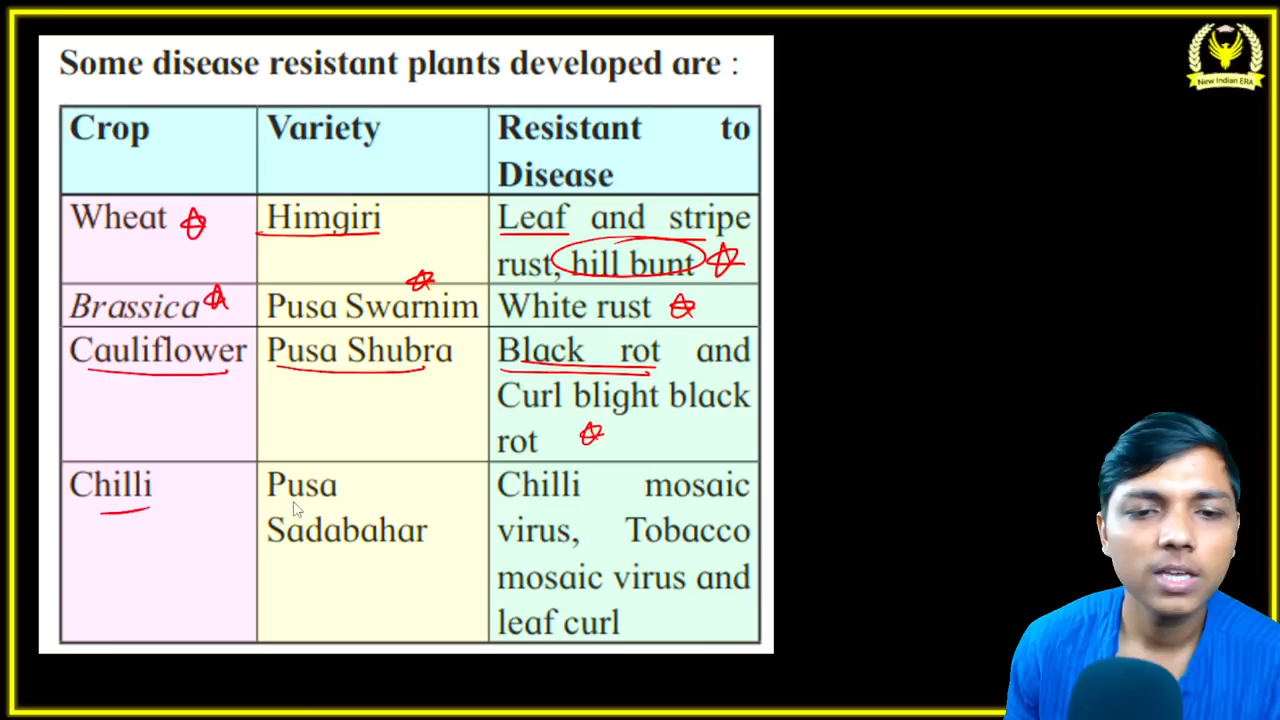 Some disease resistant plants developed are :
Crop
Variety
Resistant to
Disease
Wheat
Himgiri
Leaf and stripe
rust, hill bunt
Brassica
Pusa Swarnim
White rust
Cauliflower
Pusa Shubra
Black rot and
Curl blight black
rot
Chilli
Pusa
Sadabahar
Chilli mosaic
virus, Tobacco
mosaic virus and
leaf curl
New Indian ERA